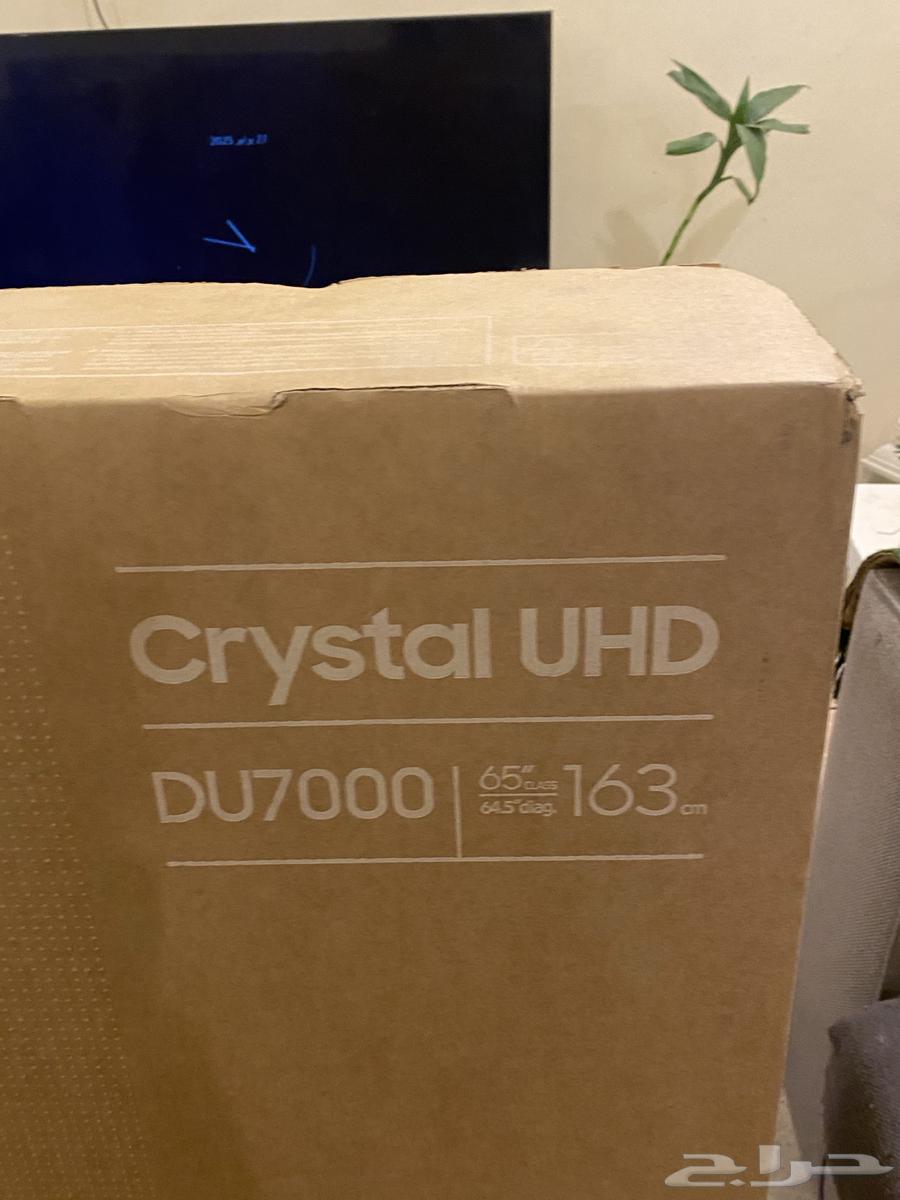 Crystal UHD
DU7000
65" CLASS
64.5" diag.
163 cm
حراج